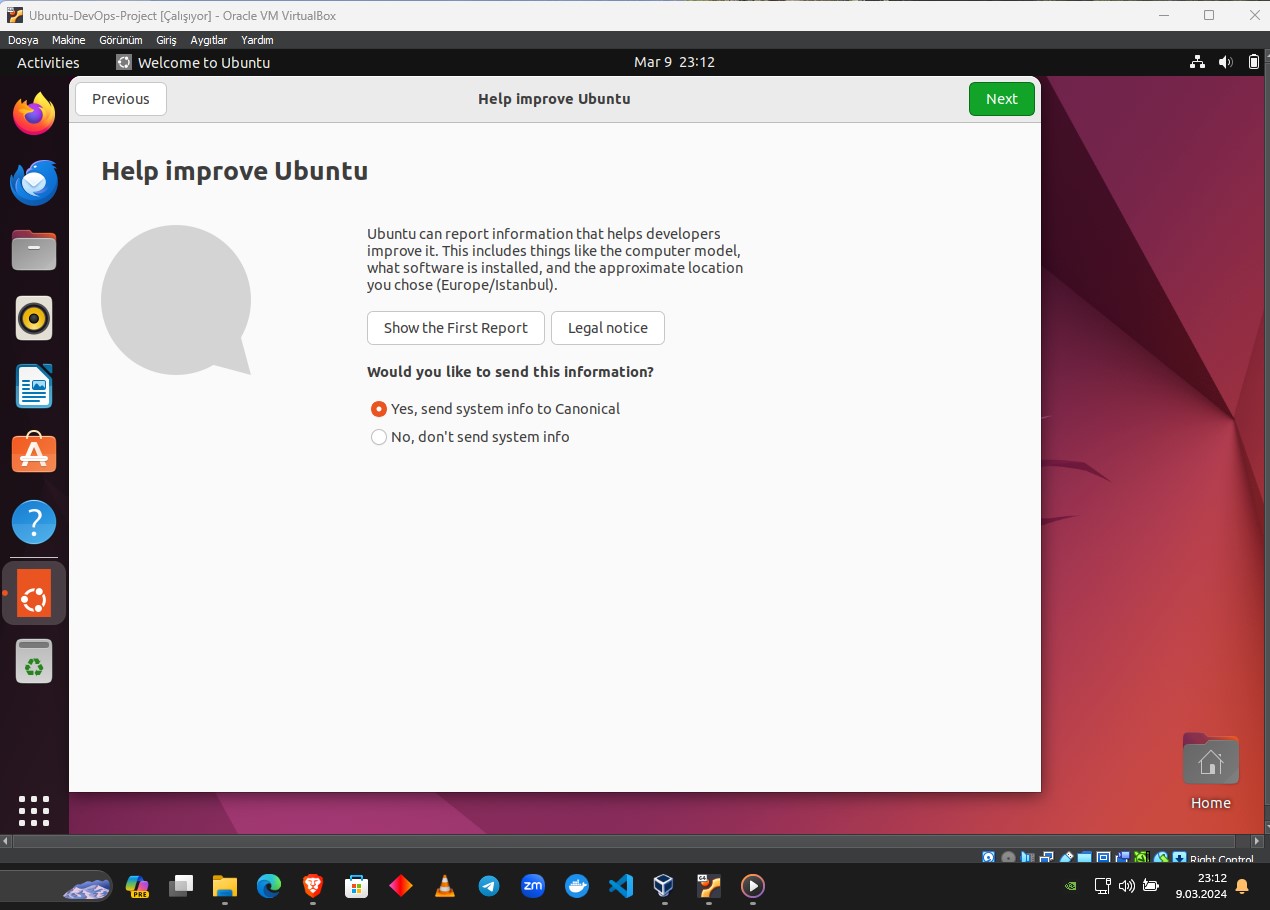 Ubuntu-DevOps-Project [Çalışıyor] - Oracle VM VirtualBox
Dosya Makine Görünüm Giriş Aygıtlar Yardım
Activities Welcome to Ubuntu Mar 9 23:12
Previous Help improve Ubuntu Next
Help improve Ubuntu
Ubuntu can report information that helps developers
improve it. This includes things like the computer model,
what software is installed, and the approximate location
you chose (Europe/Istanbul).
Show the First Report Legal notice
Would you like to send this information?
Yes, send system info to Canonical
No, don't send system info
Home
Right Control
PRE zm 64 23:12
9.03.2024